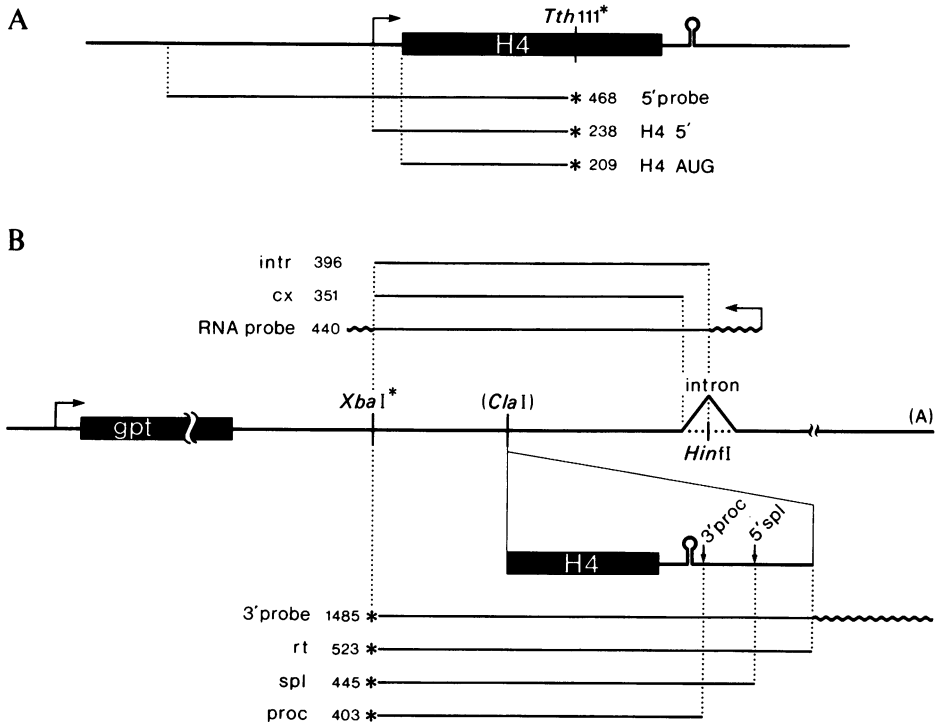 A
Tth111*
H4
* 468 5′probe
* 238 H4 5′
* 209 H4 AUG
B
intr 396
cx 351
RNA probe 440
XbaI*
(ClaI)
intron
(A)
gpt
HinfI
3′proc
5′spl
H4
3′probe 1485 *
rt 523 *
spl 445 *
proc 403 *